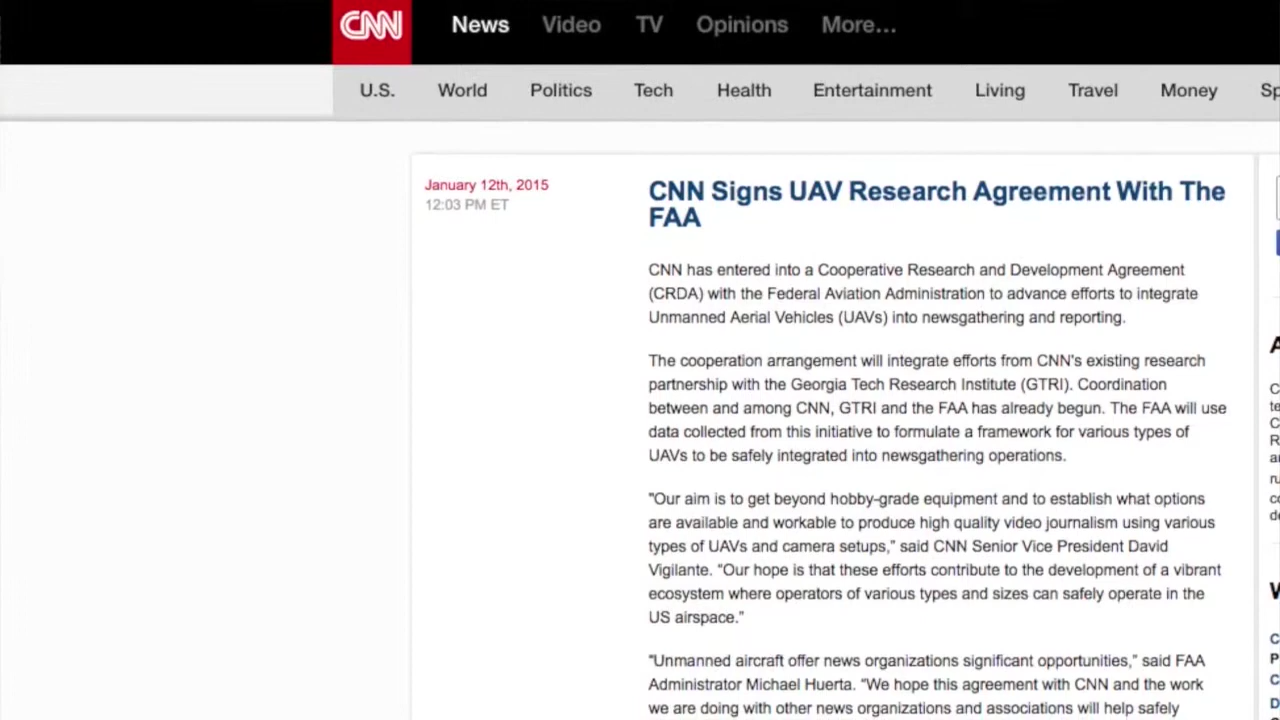 CNN
News Video TV Opinions More...
U.S. World Politics Tech Health Entertainment Living Travel Money
January 12th, 2015
12:03 PM ET
CNN Signs UAV Research Agreement With The
FAA
CNN has entered into a Cooperative Research and Development Agreement
(CRDA) with the Federal Aviation Administration to advance efforts to integrate
Unmanned Aerial Vehicles (UAVs) into newsgathering and reporting.
The cooperation arrangement will integrate efforts from CNN's existing research
partnership with the Georgia Tech Research Institute (GTRI). Coordination
between and among CNN, GTRI and the FAA has already begun. The FAA will use
data collected from this initiative to formulate a framework for various types of
UAVs to be safely integrated into newsgathering operations.
"Our aim is to get beyond hobby-grade equipment and to establish what options
are available and workable to produce high quality video journalism using various
types of UAVs and camera setups,” said CNN Senior Vice President David
Vigilante. “Our hope is that these efforts contribute to the development of a vibrant
ecosystem where operators of various types and sizes can safely operate in the
US airspace.”
“Unmanned aircraft offer news organizations significant opportunities,” said FAA
Administrator Michael Huerta. “We hope this agreement with CNN and the work
we are doing with other news organizations and associations will help safely